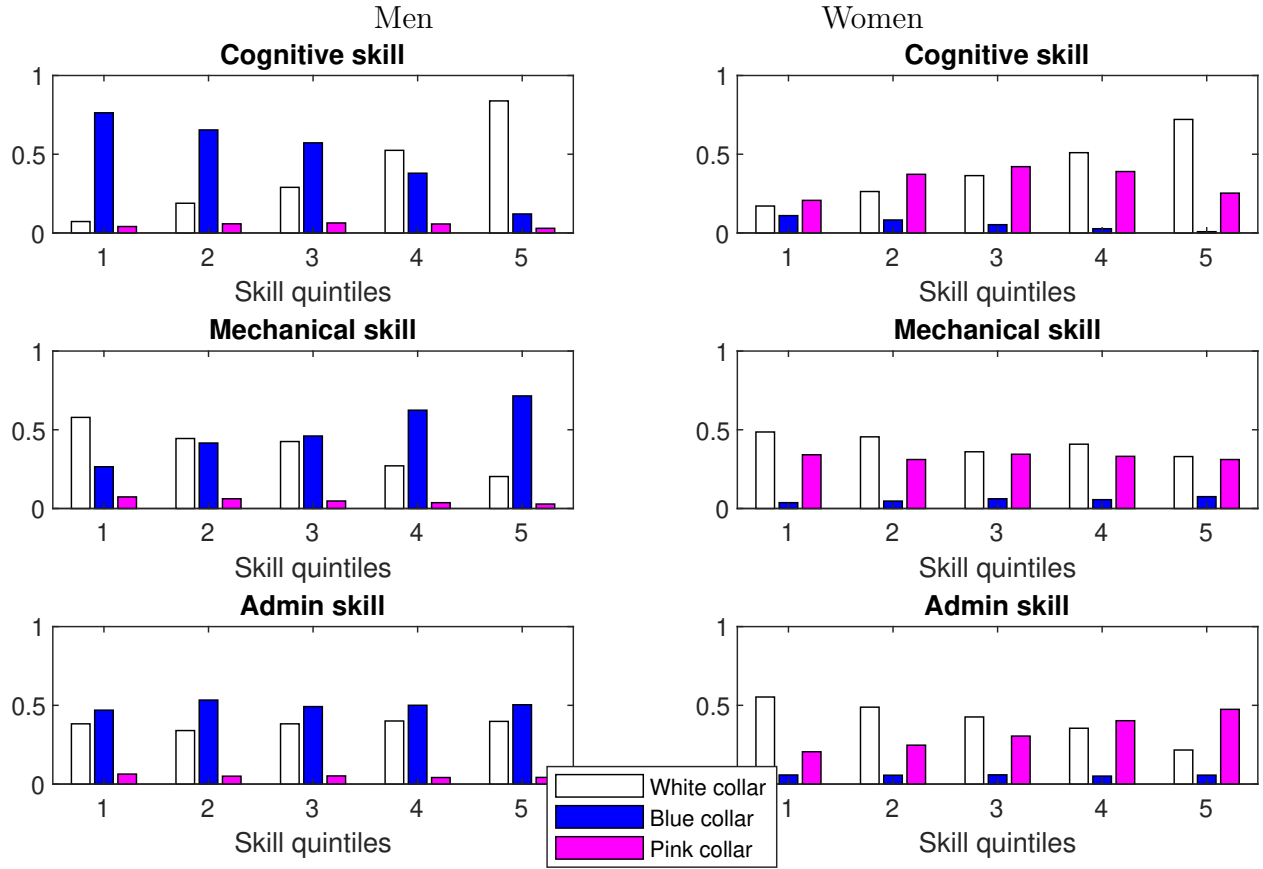 Men Women
Cognitive skill Cognitive skill
1 1
0.5 0.5
0 0
1 2 3 4 5 1 2 3 4 5
Skill quintiles Skill quintiles
Mechanical skill Mechanical skill
1 1
0.5 0.5
0 0
1 2 3 4 5 1 2 3 4 5
Skill quintiles Skill quintiles
Admin skill Admin skill
1 1
0.5 0.5
0 0
1 2 3 4 5 1 2 3 4 5
Skill quintiles Skill quintiles
White collar
Blue collar
Pink collar